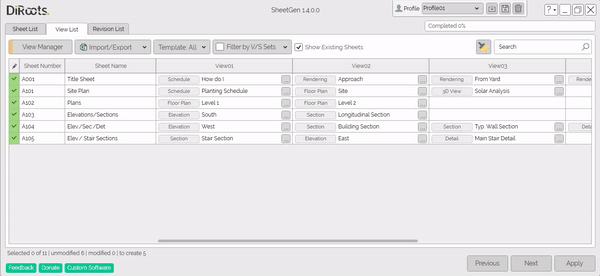 DiRoots.
SheetGen 1.4.0.0
Profile Profile01
? -
Completed 0%
Sheet List View List Revision List
View Manager Import/Export Template: All Filter by V/S Sets Show Existing Sheets Search
Sheet Number Sheet Name View01 View02 View03
A001 Title Sheet Schedule How do I ... Rendering Approach ... Rendering From Yard ...
A101 Site Plan Schedule Planting Schedule ... Floor Plan Site ... 3D View Solar Analysis ...
A102 Plans Floor Plan Level 1 ... Floor Plan Level 2 ...
A103 Elevations/Sections Elevation South ... Section Longitudinal Section ...
A104 Elev./Sec./Det Elevation West ... Section Building Section ... Section Typ. Wall Section ...
A105 Elev./ Stair Sections Section Stair Section ... Elevation East ... Detail Main Stair Detail ...
Selected 0 of 11 | unmodified 6 | modified 0 | to create 5
Feedback Donate Custom Software
Previous Next Apply